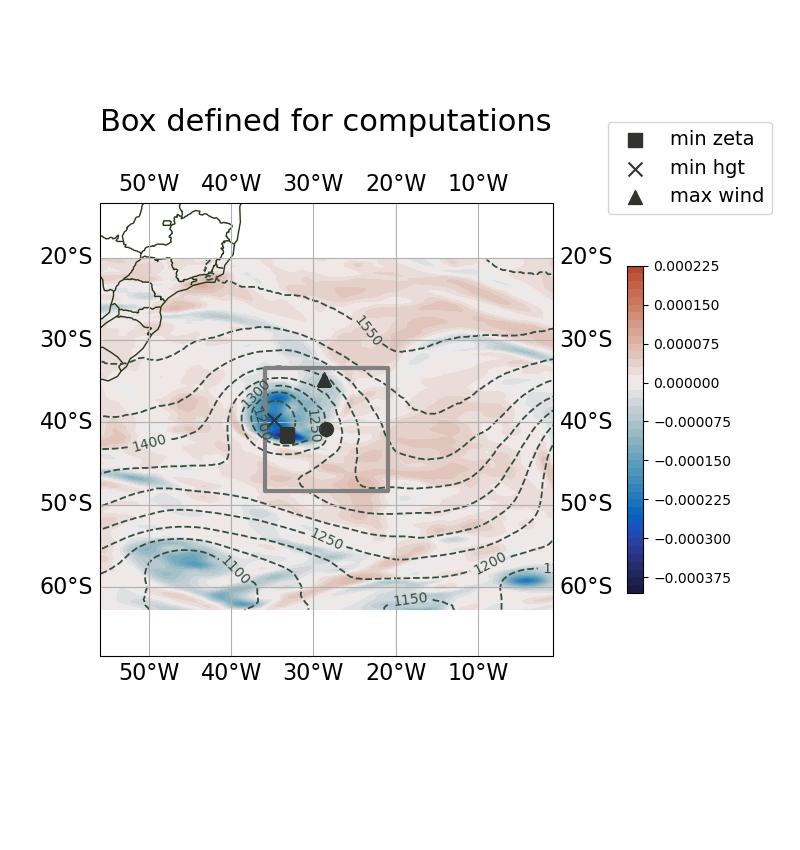 Box defined for computations
min zeta
min hgt
max wind
50°W 40°W 30°W 20°W 10°W
20°S 20°S
30°S 30°S
40°S 40°S
50°S 50°S
60°S 60°S
1550
1300
1200
1250
1400
1250
1200
1100
1150
1
50°W 40°W 30°W 20°W 10°W
0.000225
0.000150
0.000075
0.000000
−0.000075
−0.000150
−0.000225
−0.000300
−0.000375